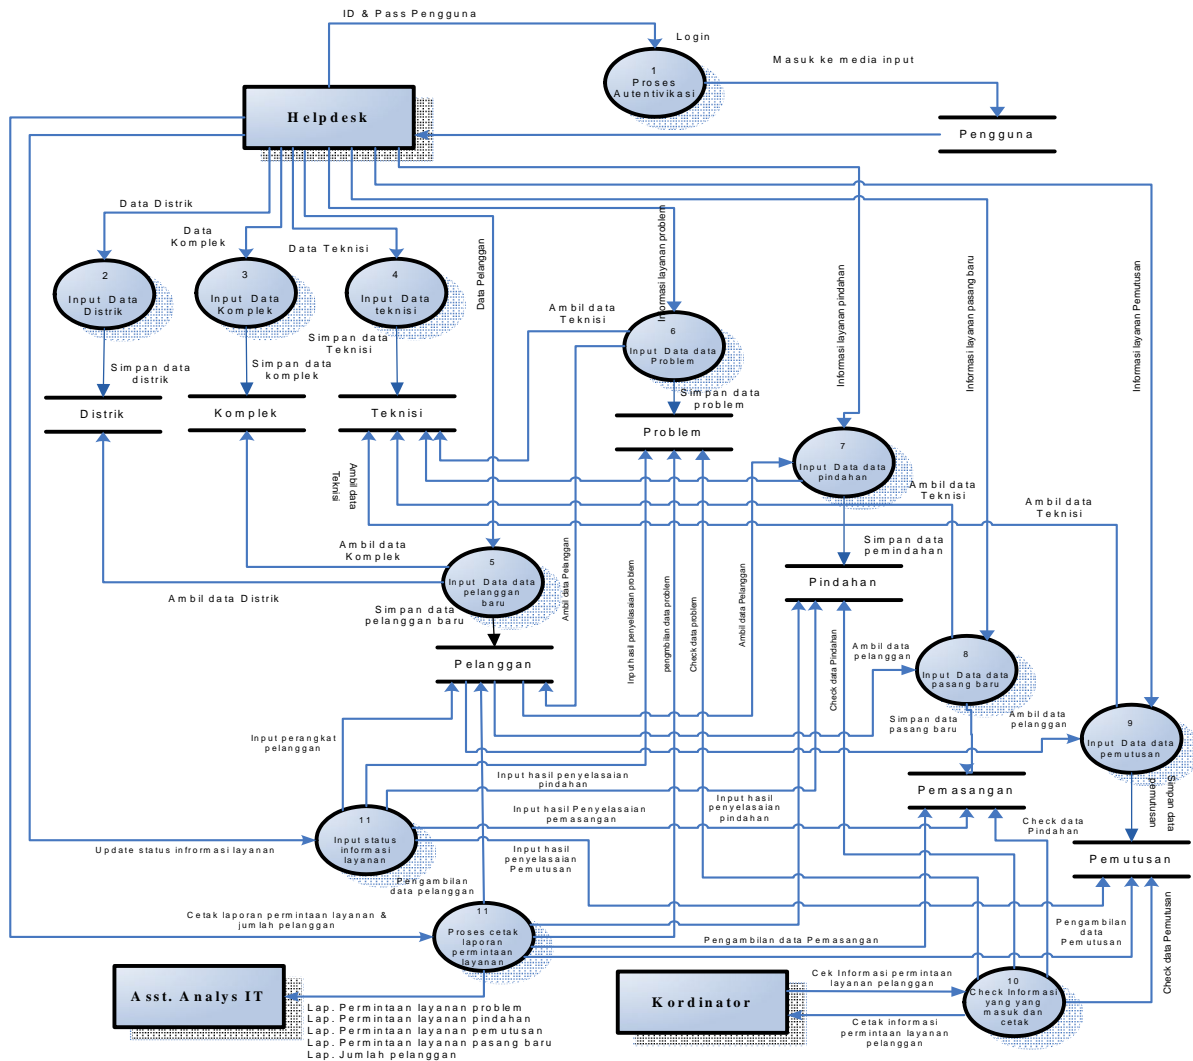 ID & Pass Pengguna
Login
1
Proses
Autentivikasi
Masuk ke media input
Helpdesk
Pengguna
Data Distrik
Data
Komplek
Data Teknisi
Data Pelanggan
Informasi layanan problem
Informasi layanan pindahan
Informasi layanan pasang baru
Informasi layanan Pemutusan
2
Input Data
Distrik
3
Input Data
Komplek
4
Input Data
teknisi
Ambil data
Teknisi
6
Input Data data
Problem
Simpan data
distrik
Simpan data
komplek
Simpan data
Teknisi
Simpan data
problem
Distrik
Komplek
Teknisi
Problem
7
Input Data data
pindahan
Ambil data
Teknisi
Ambil data
Teknisi
Ambil data
Teknisi
Simpan data
pemindahan
Ambil data
Komplek
Ambil data Distrik
5
Input Data data
pelanggan
baru
Simpan data
pelanggan baru
Ambil data Pelanggan
Input hasil penyelasaian problem
pengmbilan data problem
Check data problem
Ambil data Pelanggan
Pindahan
Check data Pindahan
Pelanggan
Ambil data
pelanggan
8
Input Data data
pasang baru
Simpan data
pasang baru
Ambil data
pelanggan
9
Input Data data
pemutusan
Simpan data
pemutusan
Input perangkat
pelanggan
Input hasil penyelasaian
pindahan
Input hasil Penyelasaian
pemasangan
Input hasil
penyelasaian
pindahan
Pemasangan
Check data
Pindahan
11
Input status
informasi
layanan
Update status infrormasi layanan
Input hasil
penyelasaian
Pemutusan
Pemutusan
Pengambilan
data pelanggan
Cetak laporan permintaan layanan &
jumlah pelanggan
11
Proses cetak
laporan
permintaan
layanan
Pengambilan data Pemasangan
Pengambilan
data
Pemutusan
Check data Pemutusan
Asst. Analys IT
Kordinator
Cek Informasi permintaan
layanan pelanggan
10
Check Informasi
yang yang
masuk dan
cetak
Cetak informasi
permintaan layanan
pelanggan
Lap. Permintaan layanan problem
Lap. Permintaan layanan pindahan
Lap. Permintaan layanan pemutusan
Lap. Permintaan layanan pasang baru
Lap. Jumlah pelanggan